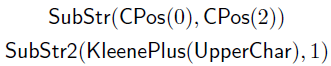 SubStr(CPos(0), CPos(2))
SubStr2(KleenePlus(UpperChar), 1)